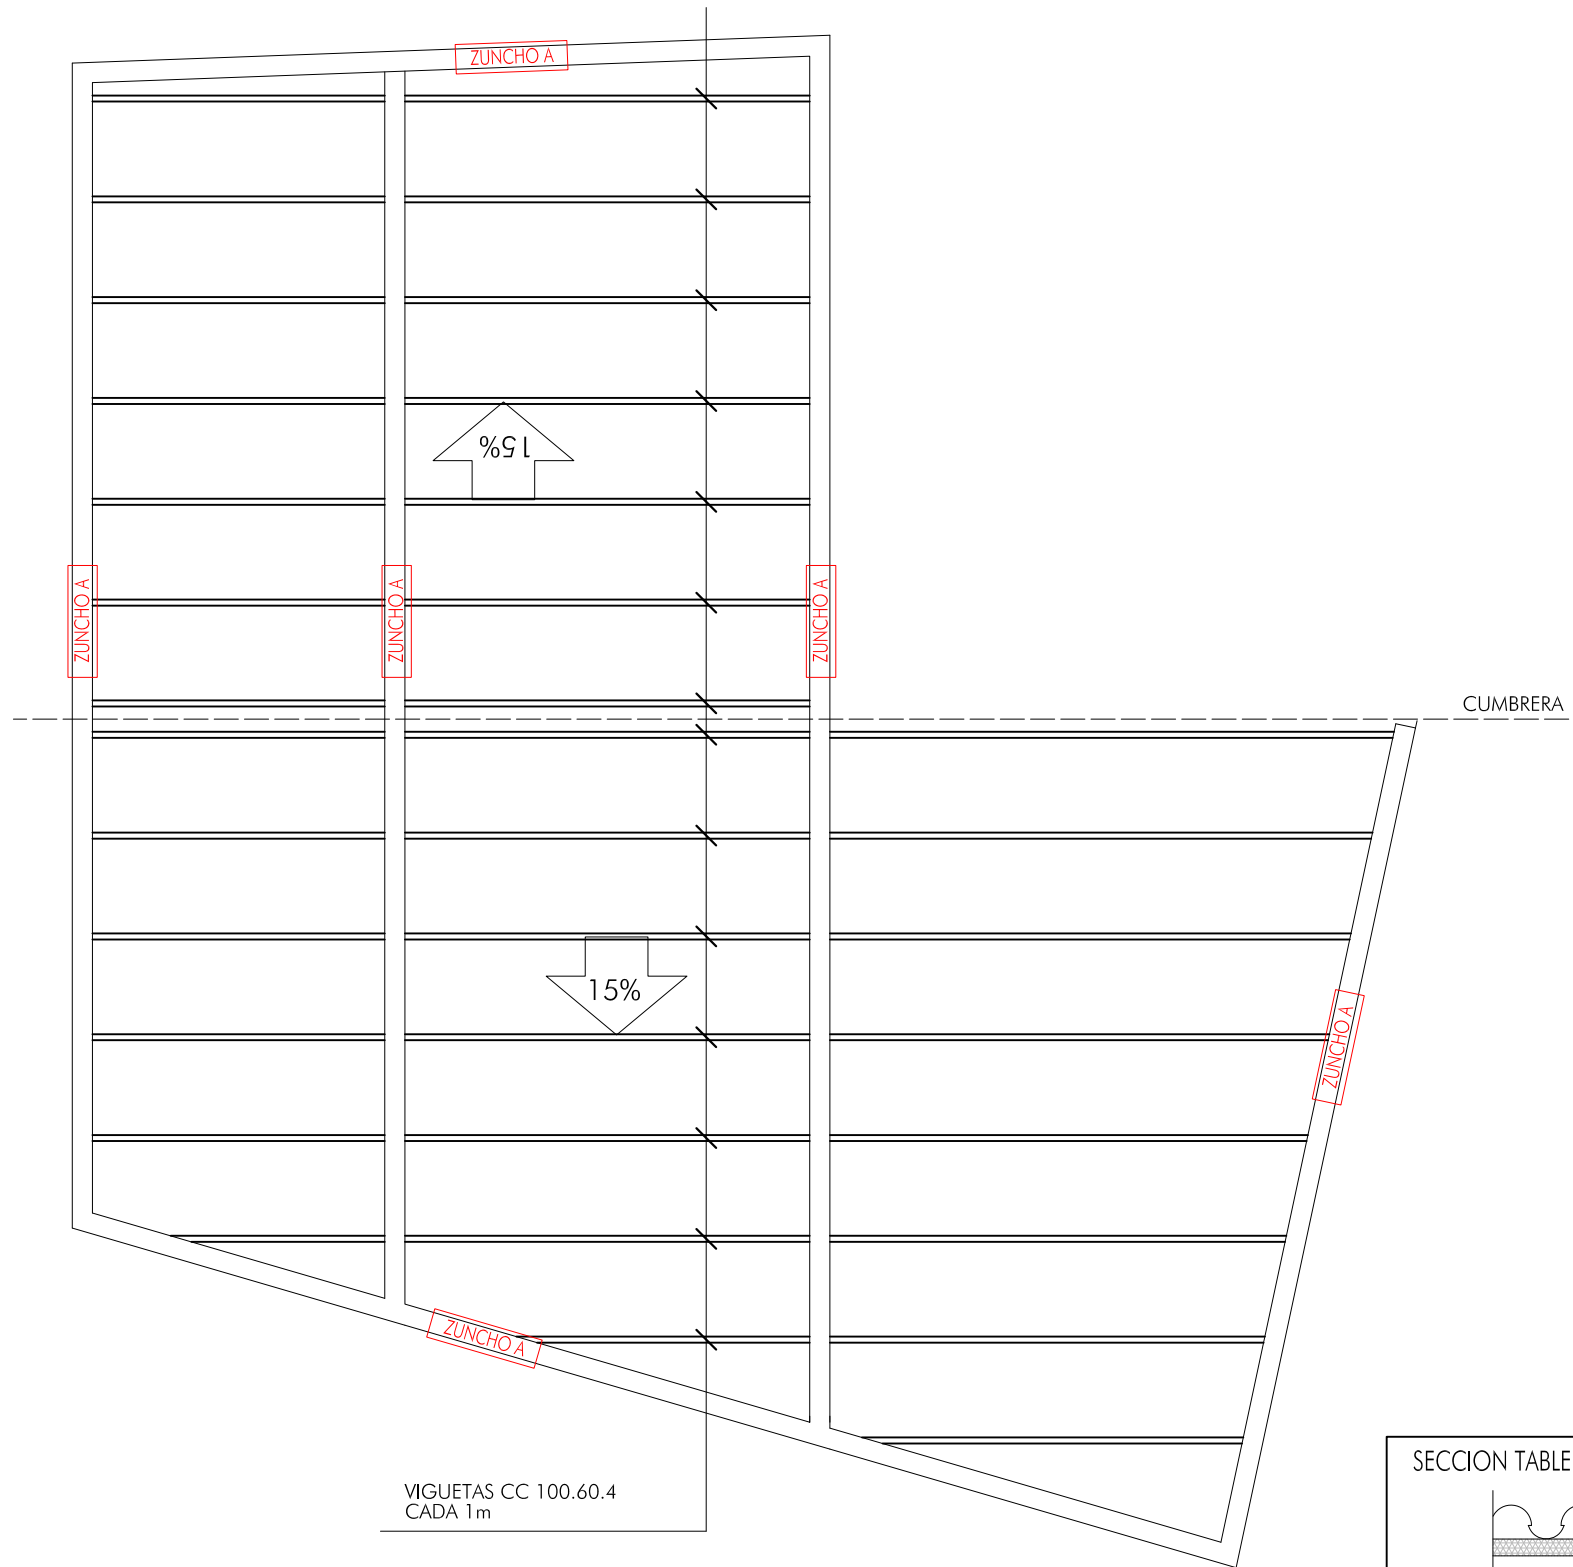 ZUNCHO A
15%
ZUNCHO A
ZUNCHO A
ZUNCHO A
CUMBRERA
15%
ZUNCHO A
ZUNCHO A
VIGUETAS CC 100.60.4
CADA 1m
SECCION TABLE